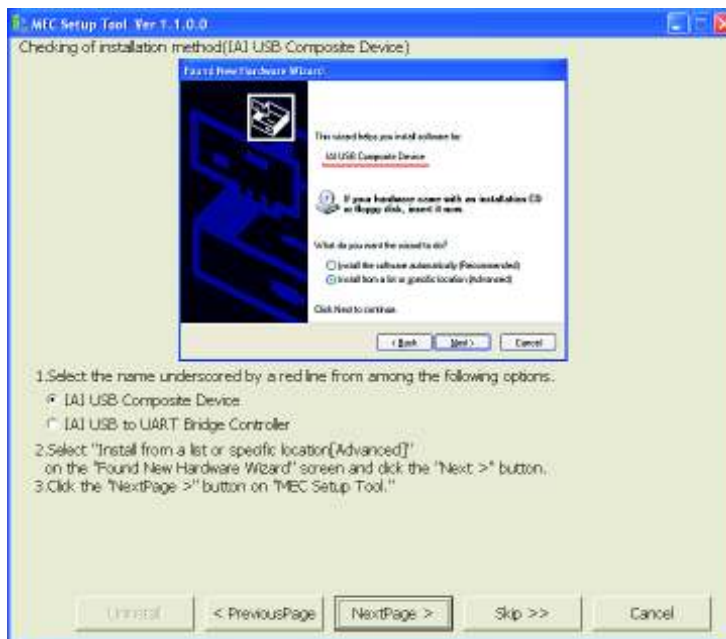 MEC Setup Tool Ver 1.1.0.0
Checking of installation method(IAI USB Composite Device)
Found New Hardware Wizard
This wizard helps you install software for:
IAI USB Composite Device
If your hardware came with an installation CD
or floppy disk, insert it now.
What do you want the wizard to do?
Install the software automatically (Recommended)
Install from a list or specific location (Advanced)
Click Next to continue.
< Back Next > Cancel
1.Select the name underscored by a red line from among the following options.
IAI USB Composite Device
IAI USB to UART Bridge Controller
2.Select "Install from a list or specific location[Advanced]"
on the "Found New Hardware Wizard" screen and click the "Next >" button.
3.Click the "NextPage >" button on "MEC Setup Tool."
Uninstall < PreviousPage NextPage > Skip >> Cancel